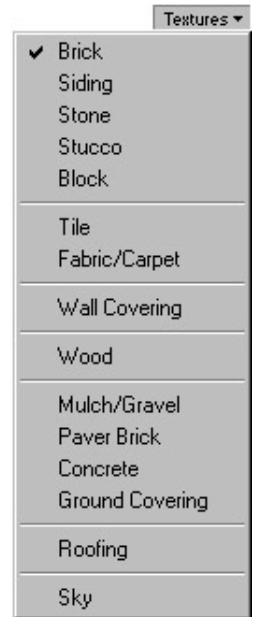 Textures
Brick
Siding
Stone
Stucco
Block
Tile
Fabric/Carpet
Wall Covering
Wood
Mulch/Gravel
Paver Brick
Concrete
Ground Covering
Roofing
Sky